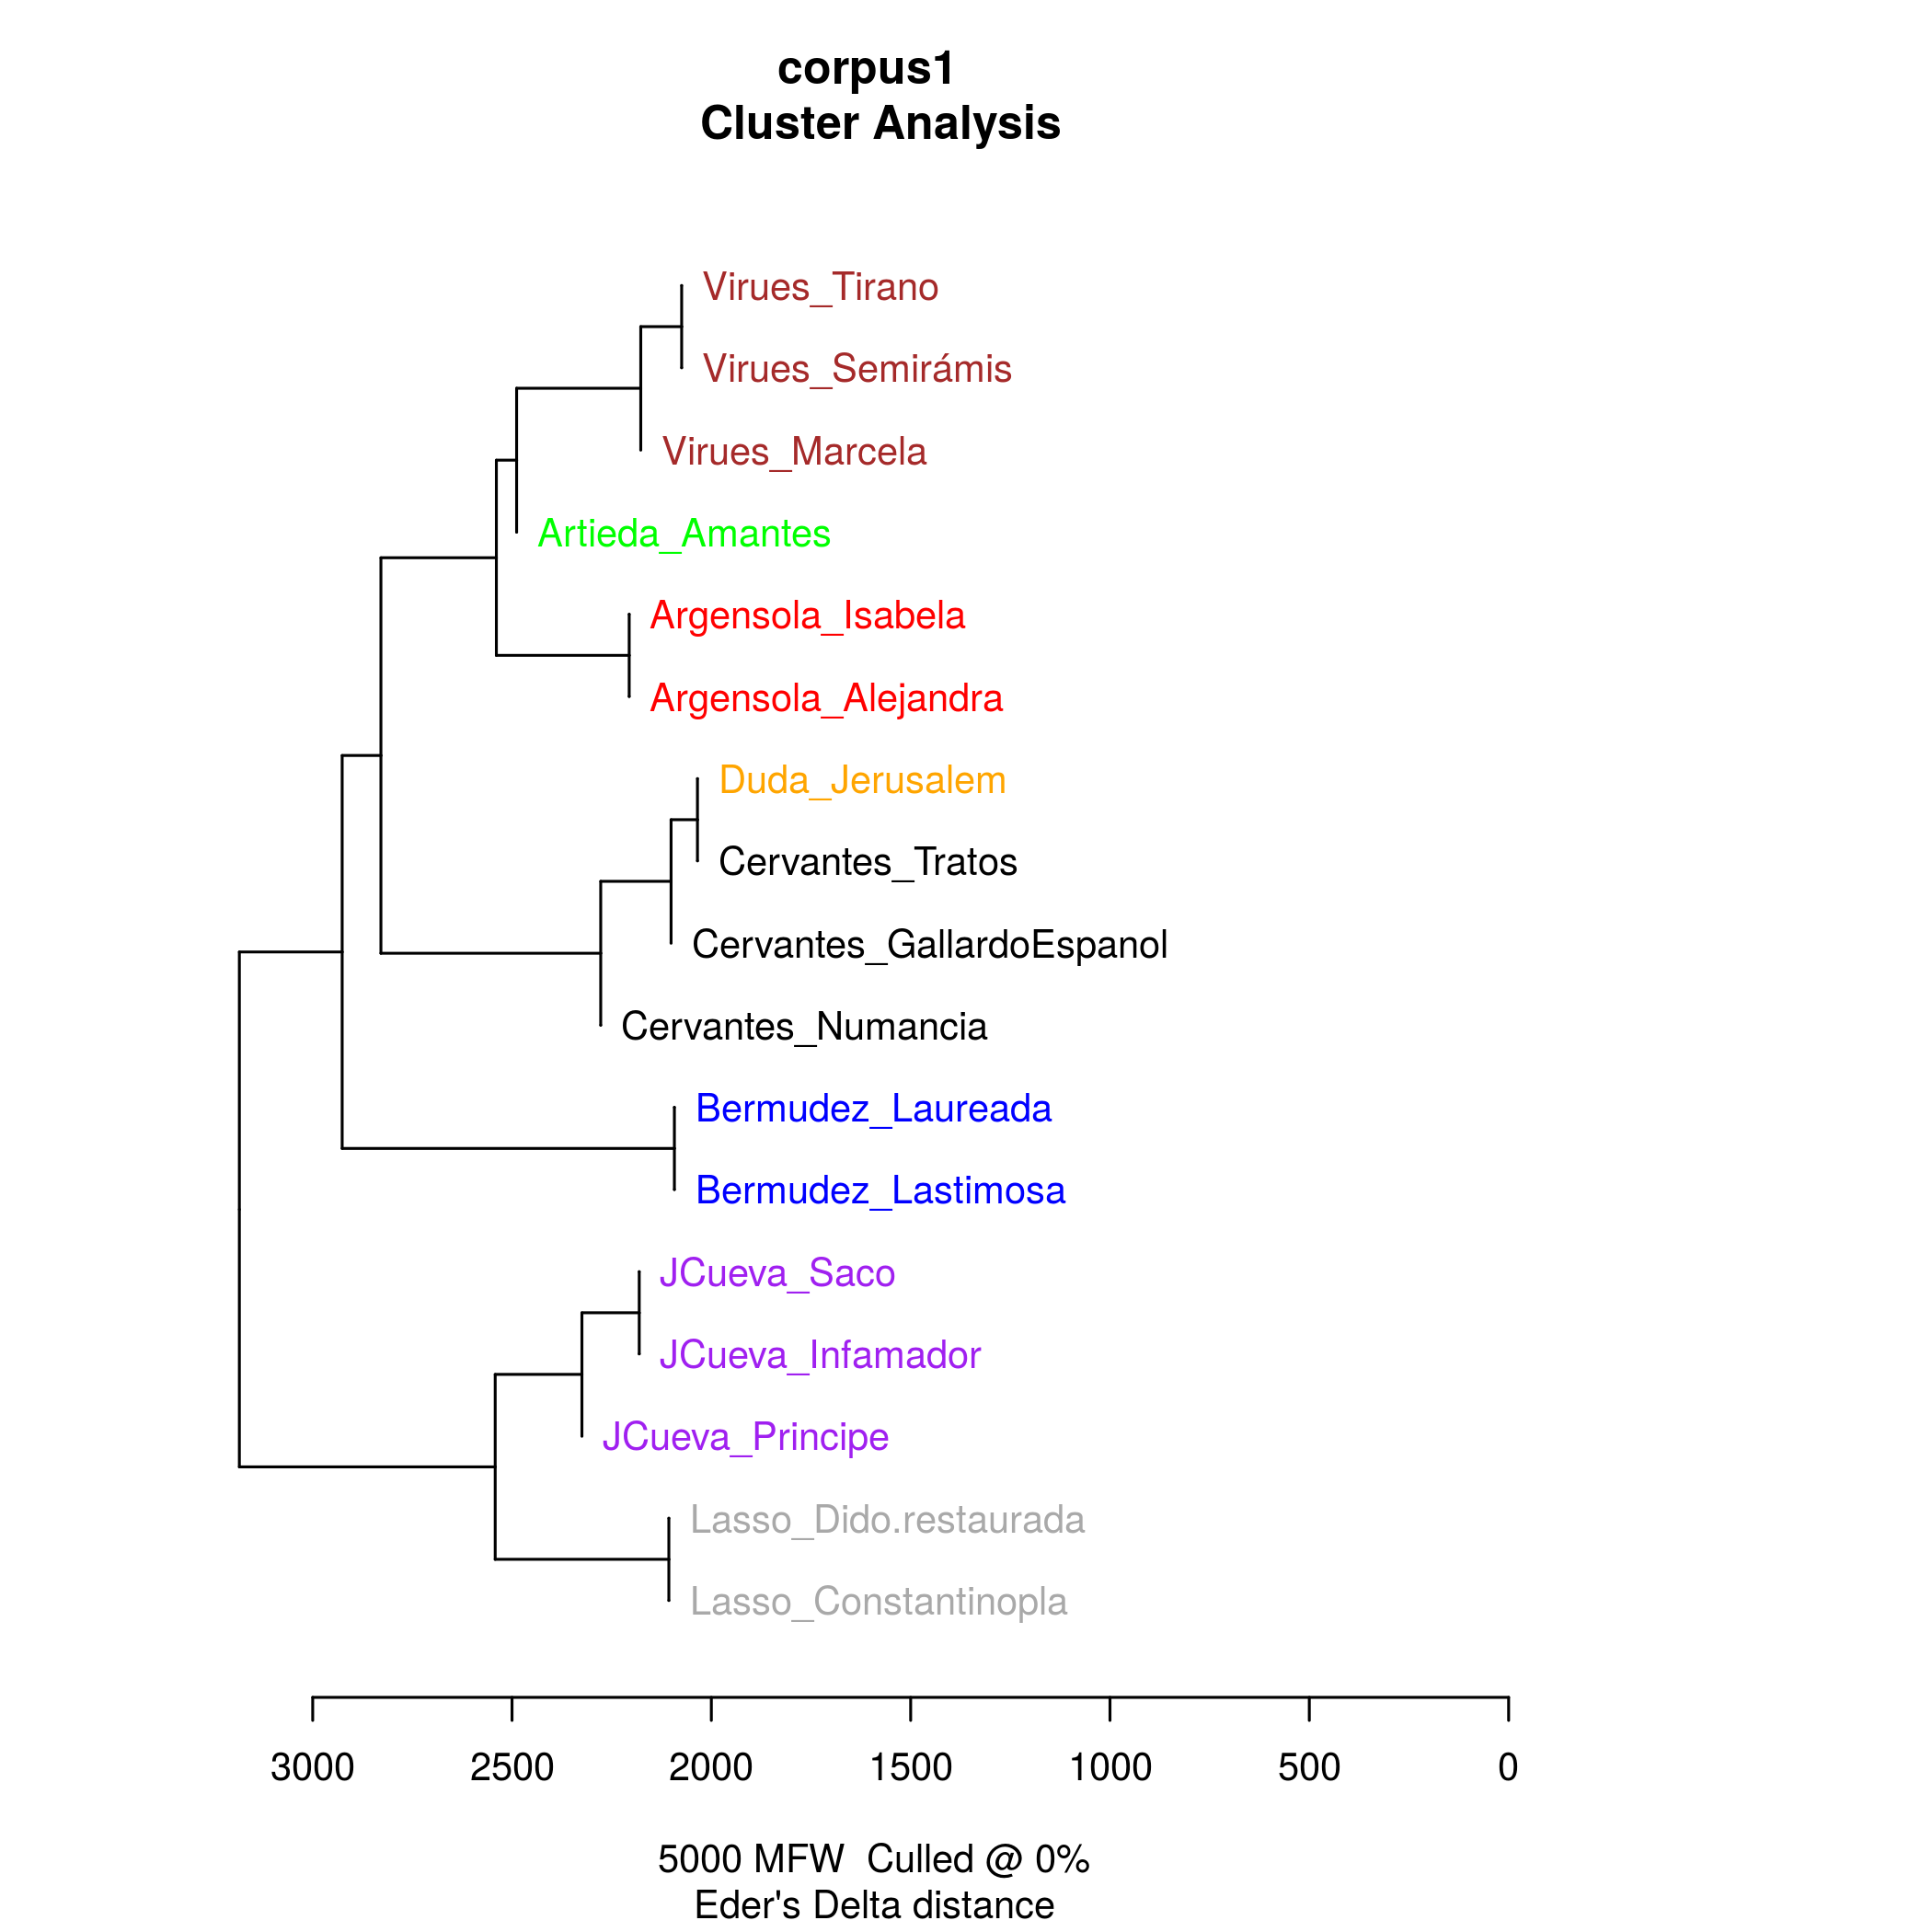 corpus1
Cluster Analysis
Virues_Tirano
Virues_Semirámis
Virues_Marcela
Artieda_Amantes
Argensola_Isabela
Argensola_Alejandra
Duda_Jerusalem
Cervantes_Tratos
Cervantes_GallardoEspanol
Cervantes_Numancia
Bermudez_Laureada
Bermudez_Lastimosa
JCueva_Saco
JCueva_Infamador
JCueva_Principe
Lasso_Dido.restaurada
Lasso_Constantinopla
3000 2500 2000 1500 1000 500 0
5000 MFW  Culled @ 0%
Eder's Delta distance